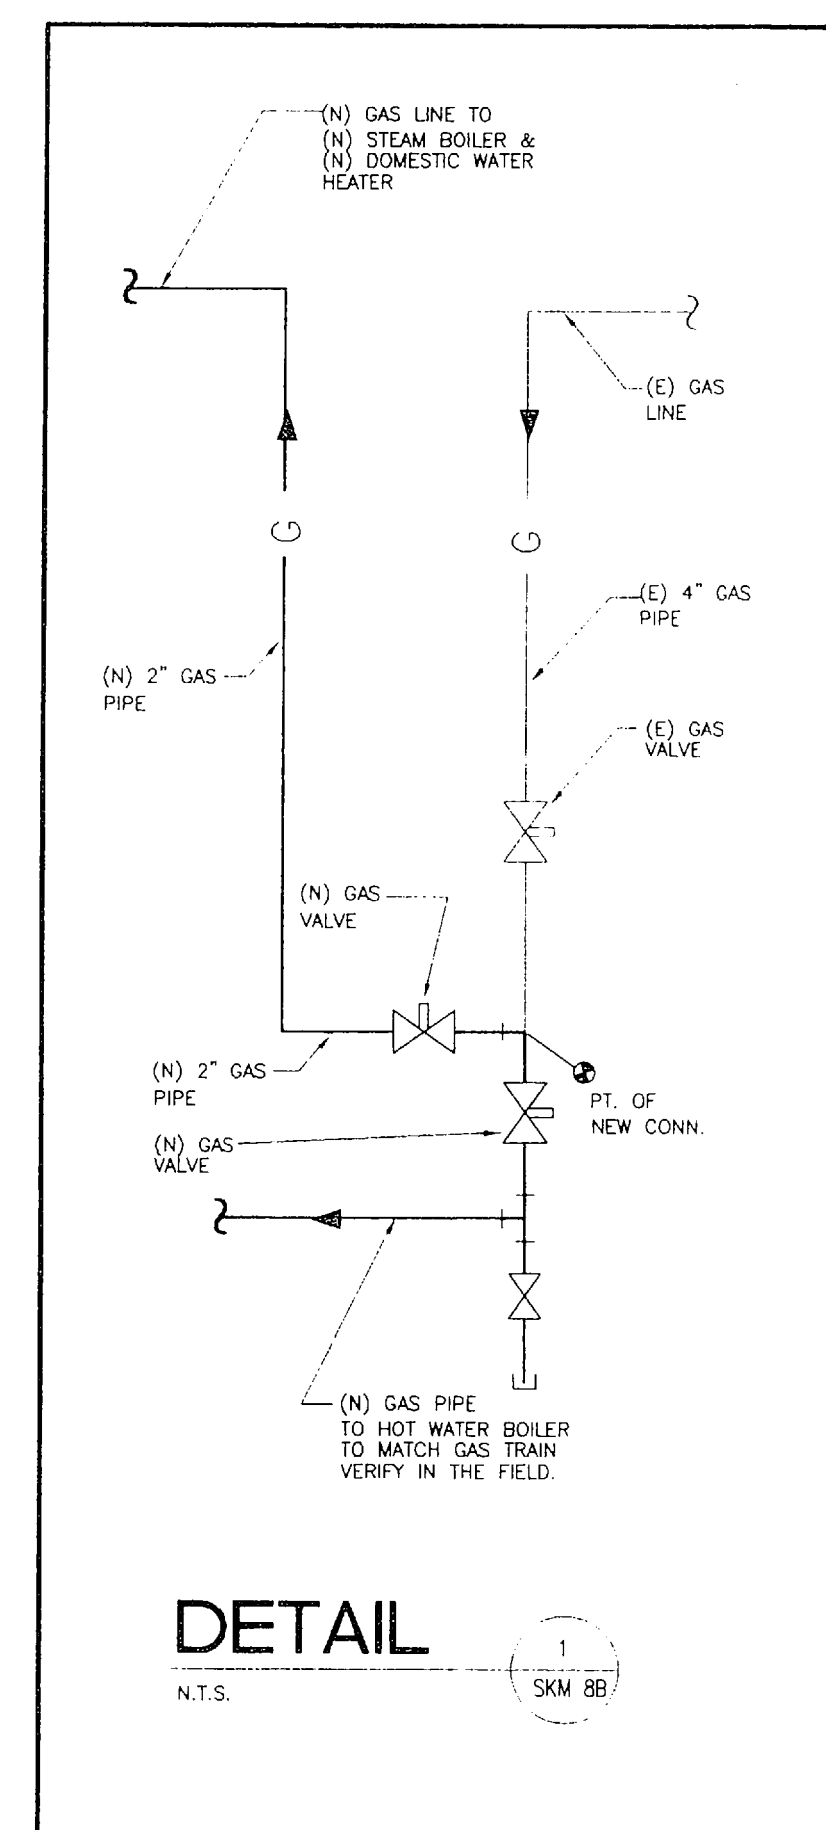 (N) GAS LINE TO
(N) STEAM BOILER &
(N) DOMESTIC WATER
HEATER
(E) GAS
LINE
G
G
(E) 4" GAS
PIPE
(N) 2" GAS
PIPE
(E) GAS
VALVE
(N) GAS
VALVE
(N) 2" GAS
PIPE
PT. OF
NEW CONN.
(N) GAS
VALVE
(N) GAS PIPE
TO HOT WATER BOILER
TO MATCH GAS TRAIN
VERIFY IN THE FIELD.
DETAIL
N.T.S.
1
SKM 8B